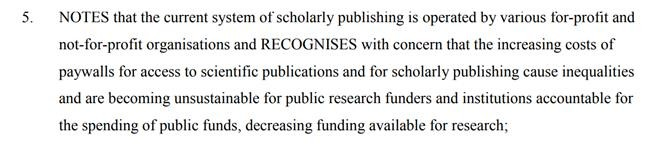 5. NOTES that the current system of scholarly publishing is operated by various for-profit and
not-for-profit organisations and RECOGNISES with concern that the increasing costs of
paywalls for access to scientific publications and for scholarly publishing cause inequalities
and are becoming unsustainable for public research funders and institutions accountable for
the spending of public funds, decreasing funding available for research;